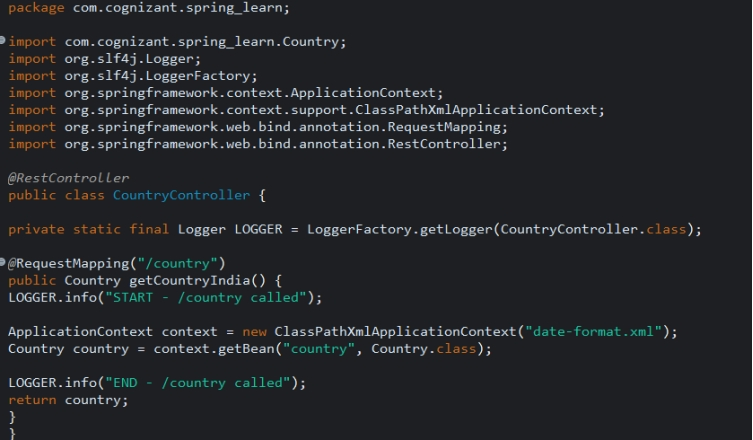 package com.cognizant.spring_learn;
import com.cognizant.spring_learn.Country;
import org.slf4j.Logger;
import org.slf4j.LoggerFactory;
import org.springframework.context.ApplicationContext;
import org.springframework.context.support.ClassPathXmlApplicationContext;
import org.springframework.web.bind.annotation.RequestMapping;
import org.springframework.web.bind.annotation.RestController;
@RestController
public class CountryController {
private static final Logger LOGGER = LoggerFactory.getLogger(CountryController.class);
@RequestMapping("/country")
public Country getCountryIndia() {
LOGGER.info("START - /country called");
ApplicationContext context = new ClassPathXmlApplicationContext("date-format.xml");
Country country = context.getBean("country", Country.class);
LOGGER.info("END - /country called");
return country;
}
}